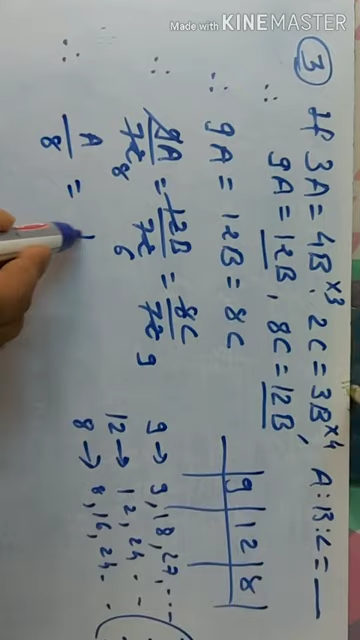 Made with KINEMASTER
③ If 3A = 4B ×3, 2C = 3B ×4, A:B:C = __
∴ 9A = 12B, 8C = 12B
∴ 9A = 12B = 8C
∴ 9A/72 8 = 12B/72 6 = 8C/72 9
∴ A/8 =
9 | 12 | 8
9 → 9, 18, 27, ...
12 → 12, 24 ...
8 → 8, 16, 24 ...